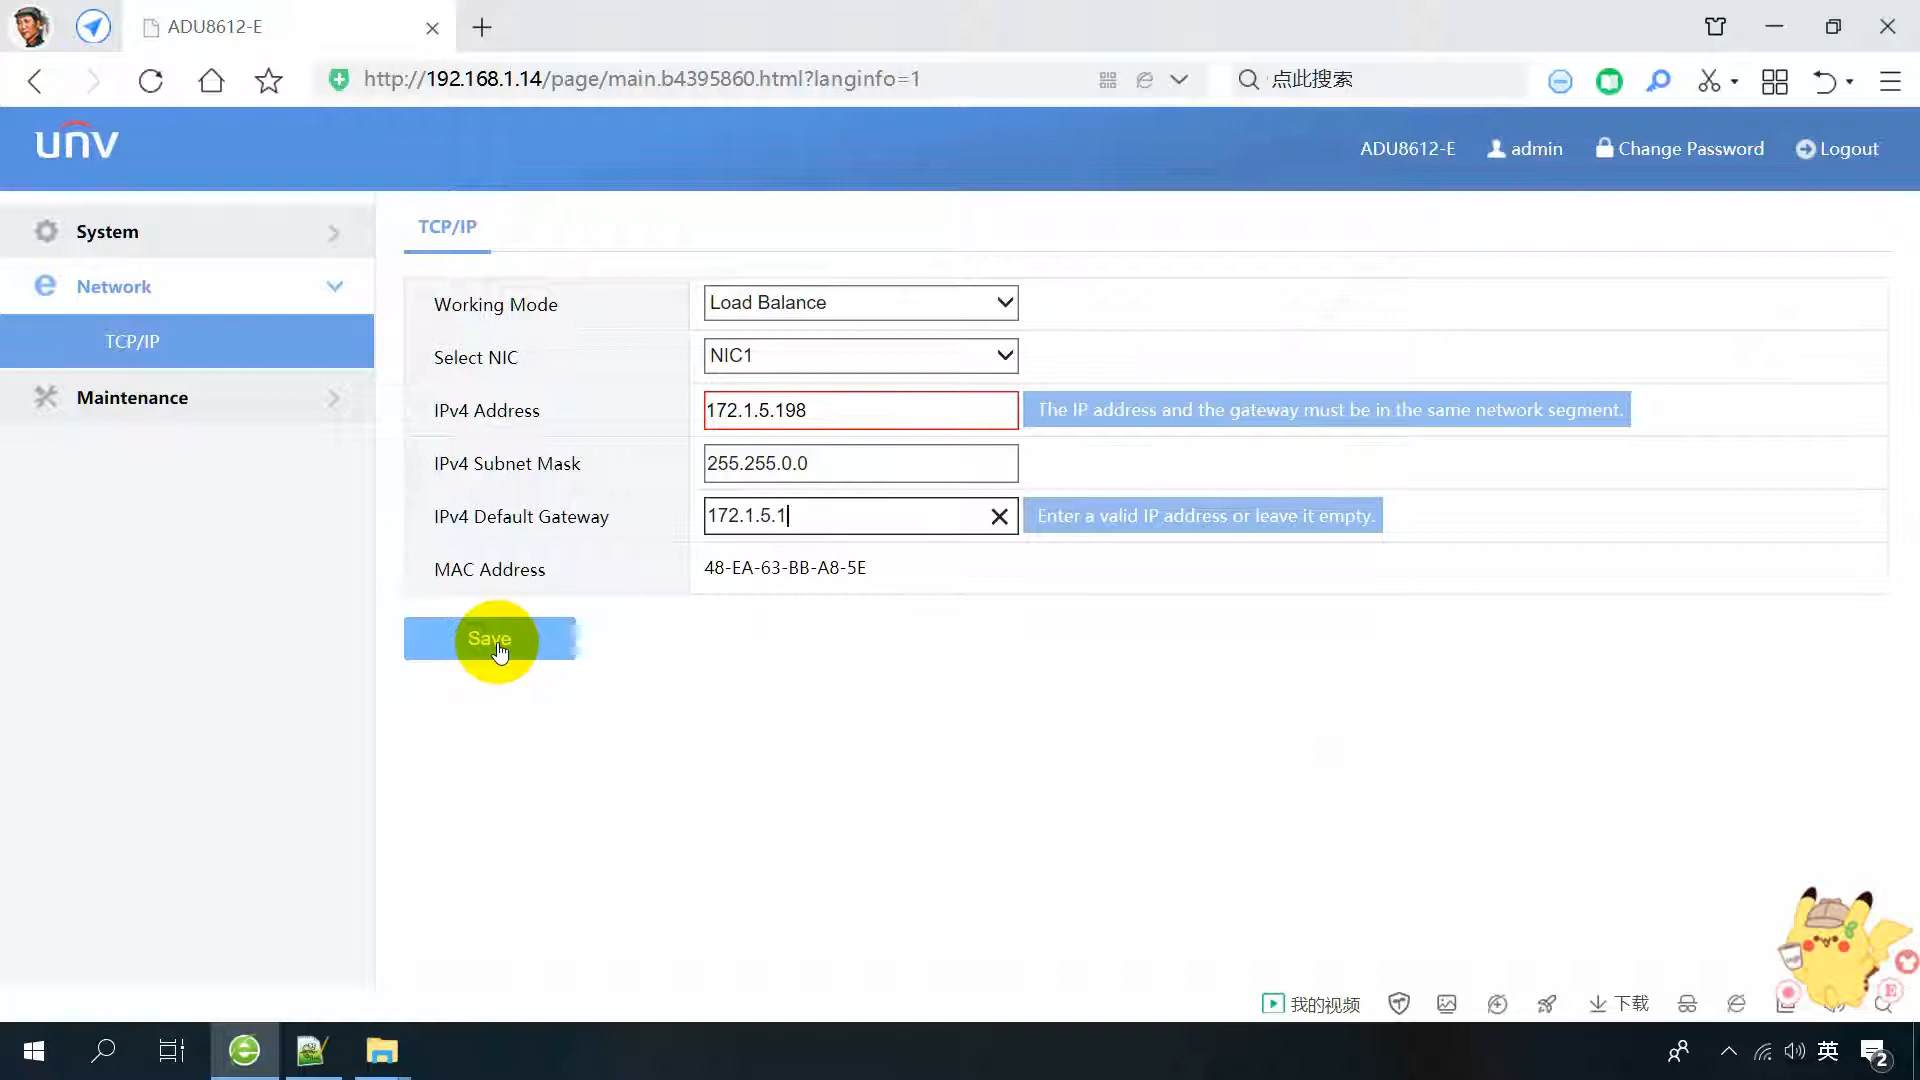 ADU8612-E
http://192.168.1.14/page/main.b4395860.html?langinfo=1
点此搜索
unv
ADU8612-E
admin
Change Password
Logout
System
Network
TCP/IP
Maintenance
TCP/IP
Working Mode
Load Balance
Select NIC
NIC1
IPv4 Address
172.1.5.198
The IP address and the gateway must be in the same network segment.
IPv4 Subnet Mask
255.255.0.0
IPv4 Default Gateway
172.1.5.1
Enter a valid IP address or leave it empty.
MAC Address
48-EA-63-BB-A8-5E
Save
我的视频
下载
E
英
2